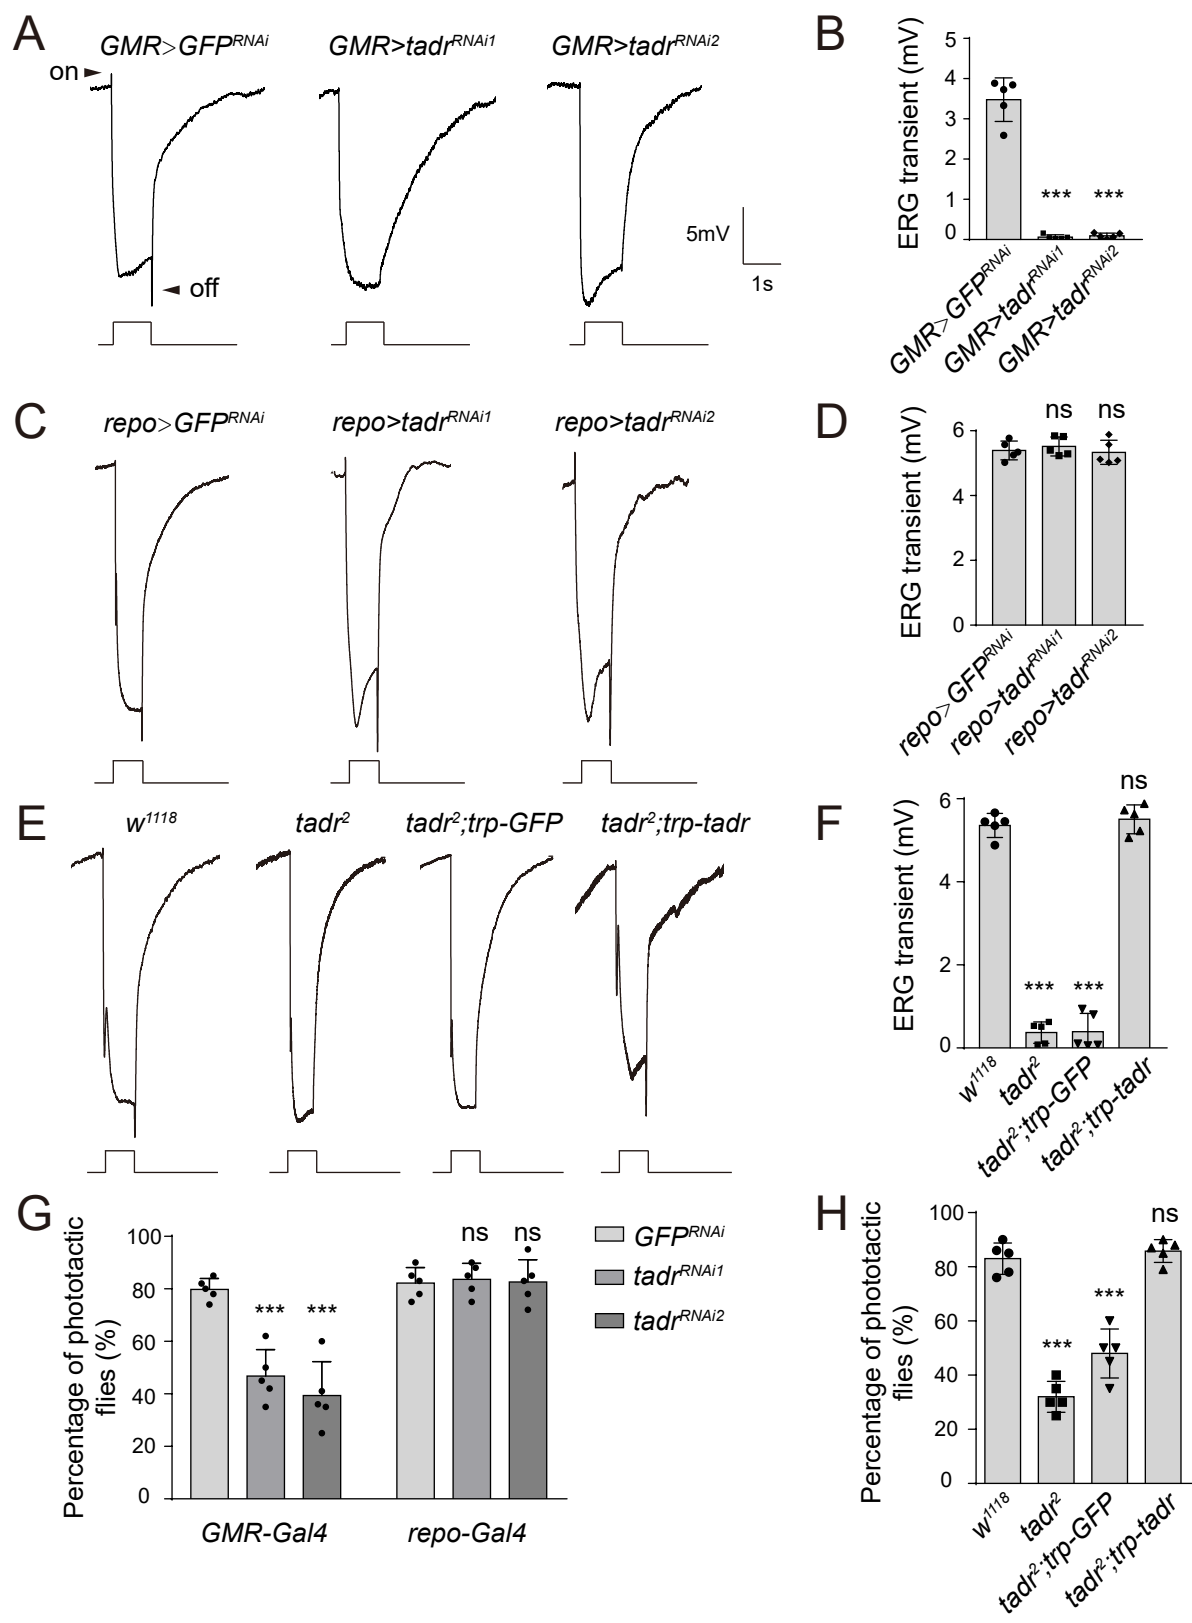 A
GMR>GFP^RNAi
GMR>tadr^RNAi1
GMR>tadr^RNAi2
on
off
5mV
1s
B
ERG transient (mV)
5
4
3
2
1
0
***
***
GMR>GFP^RNAi
GMR>tadr^RNAi1
GMR>tadr^RNAi2
C
repo>GFP^RNAi
repo>tadr^RNAi1
repo>tadr^RNAi2
D
ERG transient (mV)
6
4
2
0
ns
ns
repo>GFP^RNAi
repo>tadr^RNAi1
repo>tadr^RNAi2
E
w^1118
tadr^2
tadr^2;trp-GFP
tadr^2;trp-tadr
F
ERG transient (mV)
6
4
2
0
***
***
ns
w^1118
tadr^2
tadr^2;trp-GFP
tadr^2;trp-tadr
G
Percentage of phototactic
flies (%)
100
80
60
40
20
0
***
***
ns
ns
GMR-Gal4
repo-Gal4
GFP^RNAi
tadr^RNAi1
tadr^RNAi2
H
Percentage of phototactic
flies (%)
100
80
60
40
20
0
***
***
ns
w^1118
tadr^2
tadr^2;trp-GFP
tadr^2;trp-tadr